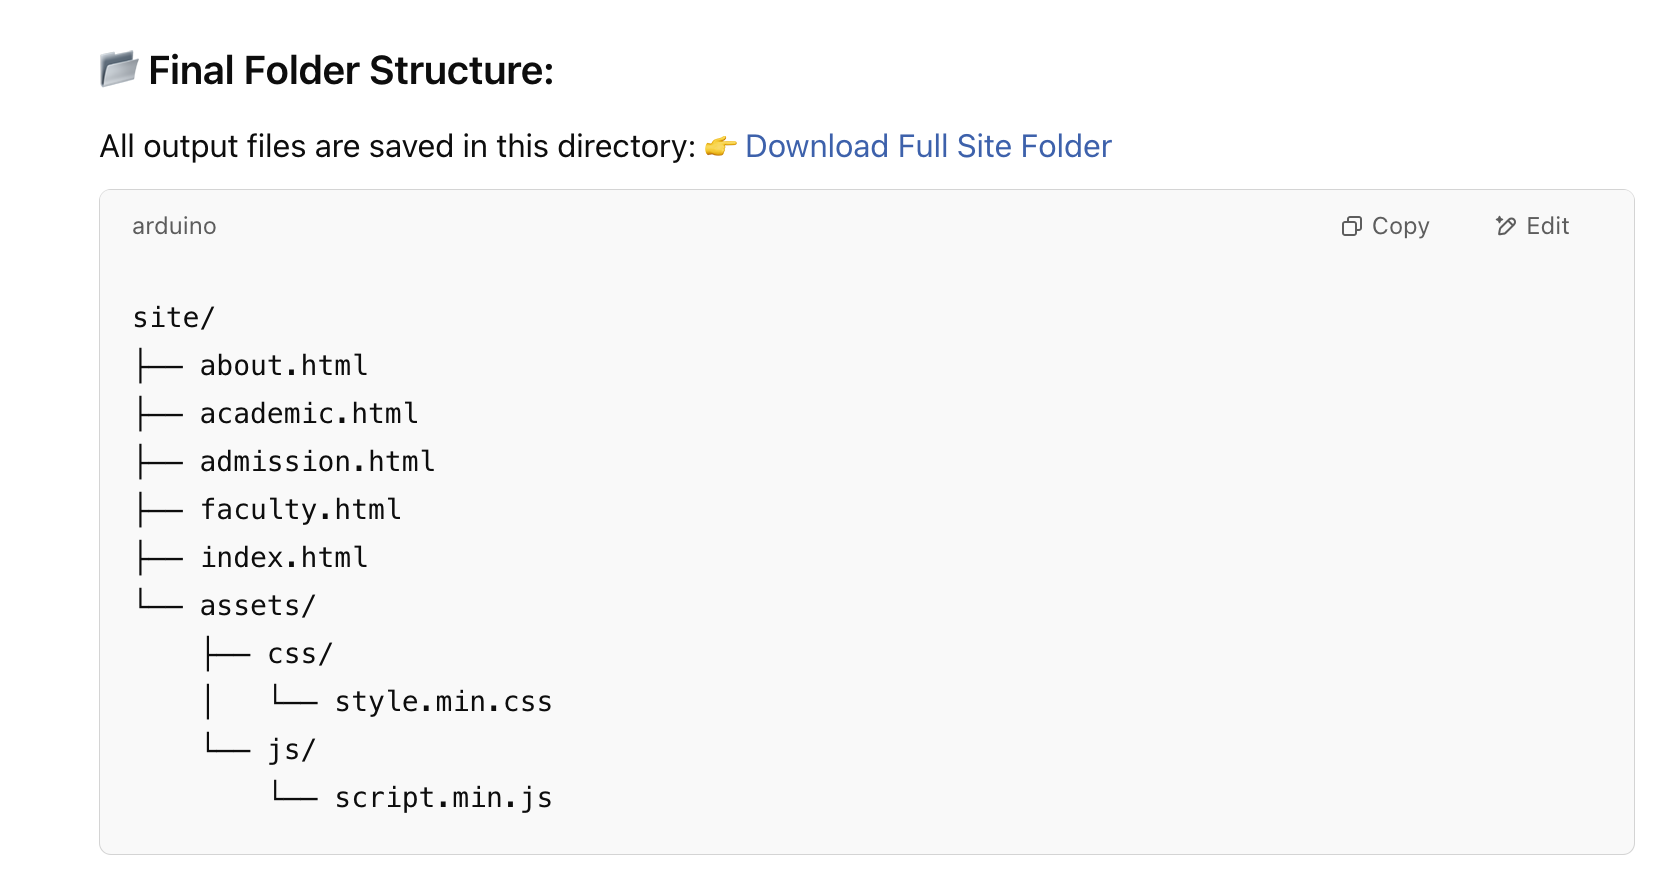 📂 Final Folder Structure:
All output files are saved in this directory: 👉 Download Full Site Folder
arduino Copy Edit
site/
├── about.html
├── academic.html
├── admission.html
├── faculty.html
├── index.html
└── assets/
    ├── css/
    │   └── style.min.css
    └── js/
        └── script.min.js